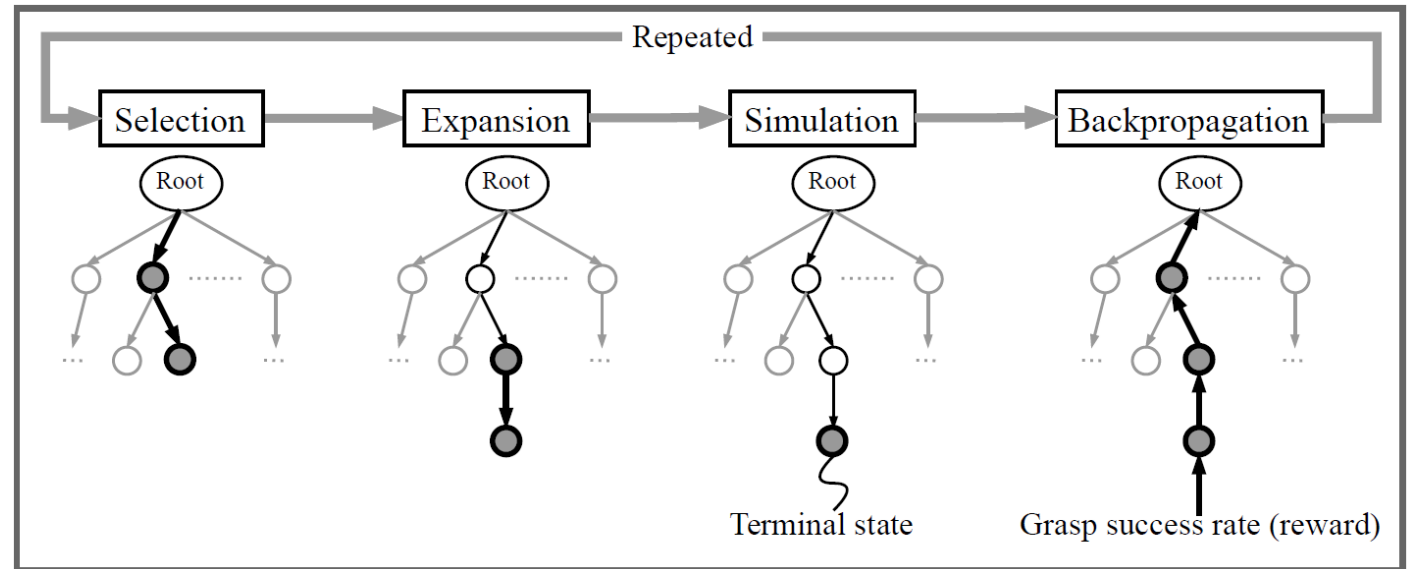 Repeated
Selection
Expansion
Simulation
Backpropagation
Root
Root
Root
Root
.......
.......
.......
.......
...
...
...
...
...
...
...
...
Terminal state
Grasp success rate (reward)